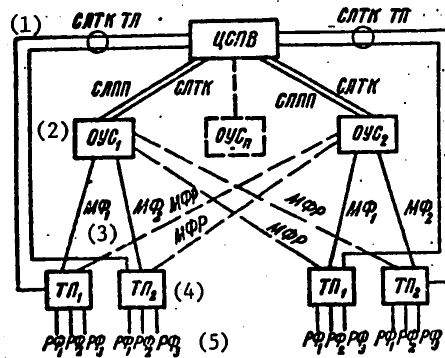 (1) СЛТК ТЛ ЦСПВ СЛТК ТП
СЛПП СЛТК СЛПП СЛТК
(2) ОУС₁ ОУСₙ ОУС₂
МФ₁ МФ₂ МФР МФР МФ₁ МФ₂
(3) МФР МФР
ТП₁ ТП₂ (4) ТП₁ ТП₂
РФ₁ РФ₂ РФ₃ РФ₁ РФ₂ РФ₃ (5) РФ₁ РФ₂ РФ₃ РФ₁ РФ₂ РФ₃